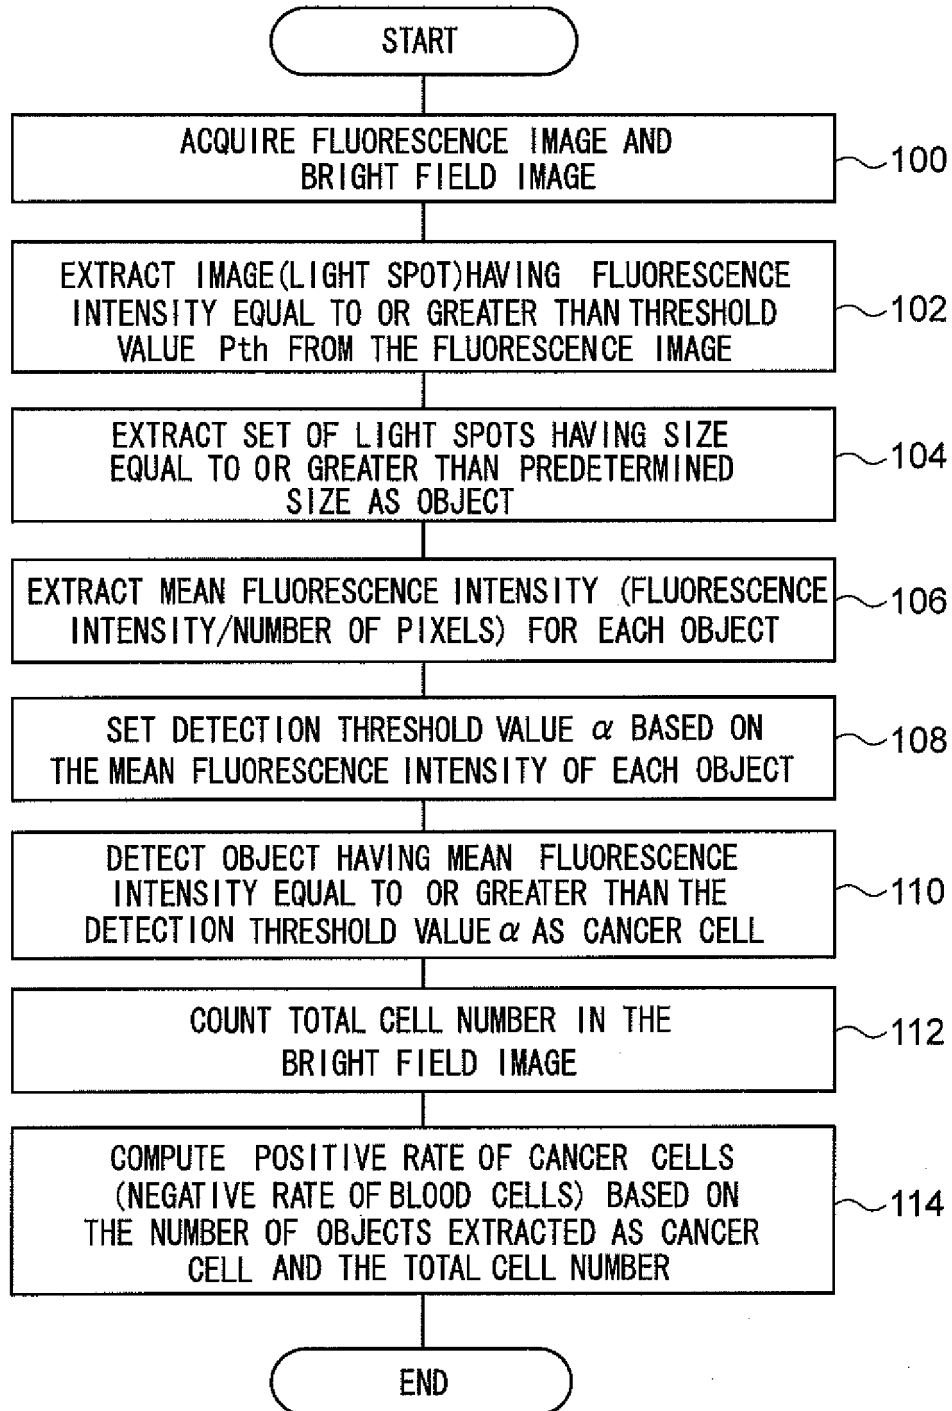 START
ACQUIRE FLUORESCENCE IMAGE AND
BRIGHT FIELD IMAGE
100
EXTRACT IMAGE(LIGHT SPOT)HAVING FLUORESCENCE
INTENSITY EQUAL TO OR GREATER THAN THRESHOLD
VALUE Pth FROM THE FLUORESCENCE IMAGE
102
EXTRACT SET OF LIGHT SPOTS HAVING SIZE
EQUAL TO OR GREATER THAN PREDETERMINED
SIZE AS OBJECT
104
EXTRACT MEAN FLUORESCENCE INTENSITY (FLUORESCENCE
INTENSITY/NUMBER OF PIXELS) FOR EACH OBJECT
106
SET DETECTION THRESHOLD VALUE α BASED ON
THE MEAN FLUORESCENCE INTENSITY OF EACH OBJECT
108
DETECT OBJECT HAVING MEAN FLUORESCENCE
INTENSITY EQUAL TO OR GREATER THAN THE
DETECTION THRESHOLD VALUE α AS CANCER CELL
110
COUNT TOTAL CELL NUMBER IN THE
BRIGHT FIELD IMAGE
112
COMPUTE POSITIVE RATE OF CANCER CELLS
(NEGATIVE RATE OF BLOOD CELLS) BASED ON
THE NUMBER OF OBJECTS EXTRACTED AS CANCER
CELL AND THE TOTAL CELL NUMBER
114
END